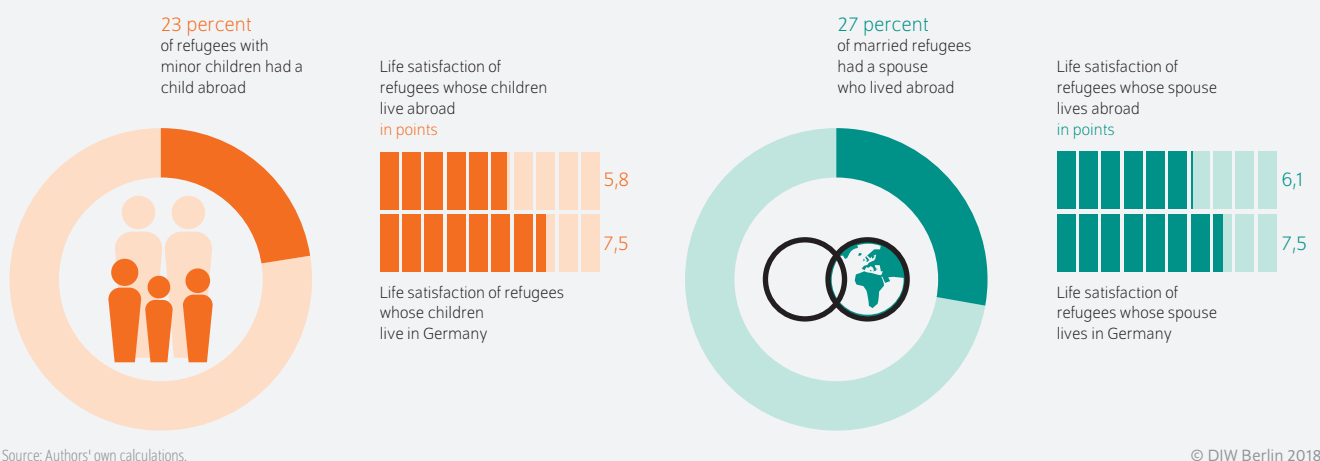 23 percent
of refugees with
minor children had a
child abroad
Life satisfaction of
refugees whose children
live abroad
in points
5,8
7,5
Life satisfaction of refugees
whose children
live in Germany
27 percent
of married refugees
had a spouse
who lived abroad
Life satisfaction of
refugees whose spouse
lives abroad
in points
6,1
7,5
Life satisfaction of
refugees whose spouse
lives in Germany
Source: Authors' own calculations.
© DIW Berlin 2018